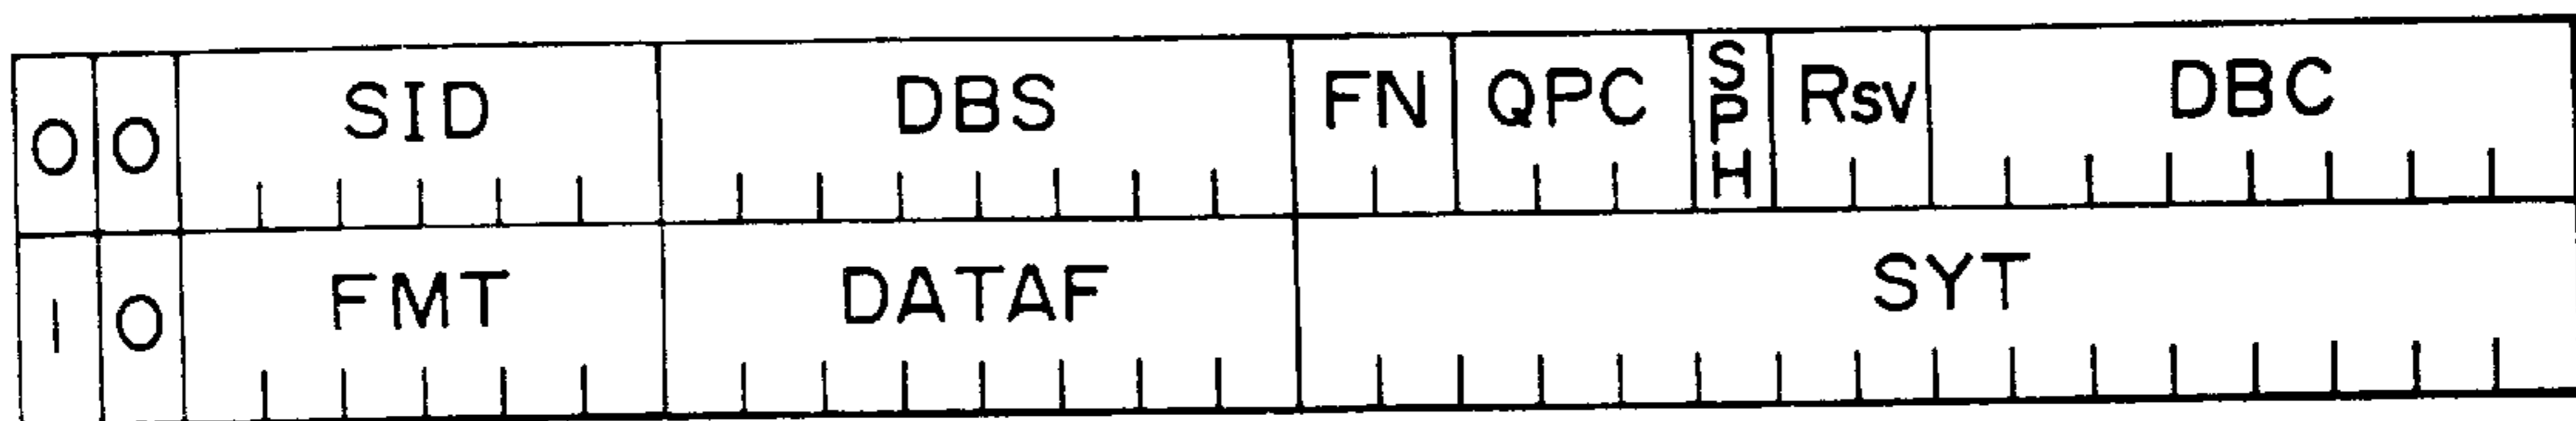 0 0 SID DBS FN QPC SPH Rsv DBC
1 0 FMT DATAF SYT